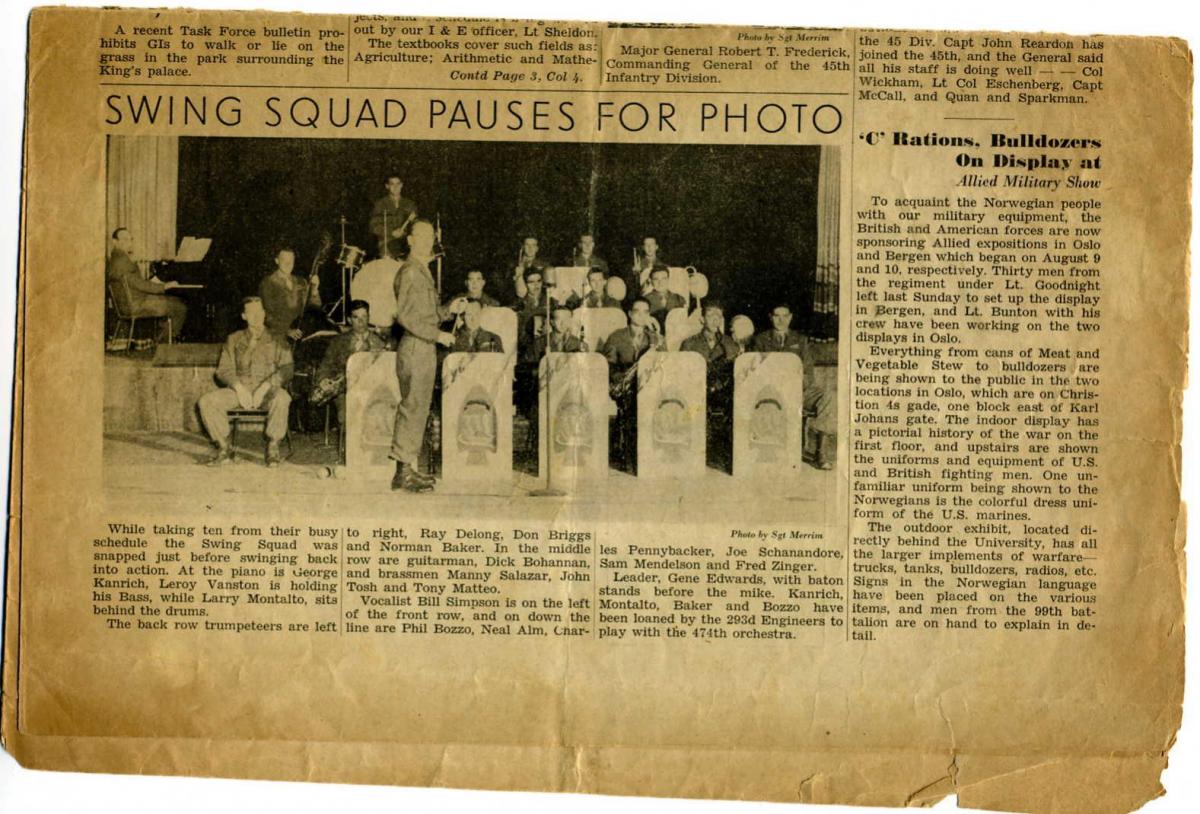 A recent Task Force bulletin pro-
hibits GIs to walk or lie on the
grass in the park surrounding the
King's palace.
out by our I & E officer, Lt Sheldon.
The textbooks cover such fields as:
Agriculture; Arithmetic and Mathe-
Contd Page 3, Col 4.
Photo by Sgt Merrim
Major General Robert T. Frederick,
Commanding General of the 45th
Infantry Division.
SWING SQUAD PAUSES FOR PHOTO
While taking ten from their busy
schedule the Swing Squad was
snapped just before swinging back
into action. At the piano is George
Kanrich, Leroy Vanston is holding
his Bass, while Larry Montalto, sits
behind the drums.
The back row trumpeteers are left
to right, Ray Delong, Don Briggs
and Norman Baker. In the middle
row are guitarman, Dick Bohannan,
and brassmen Manny Salazar, John
Tosh and Tony Matteo.
Vocalist Bill Simpson is on the left
of the front row, and on down the
line are Phil Bozzo, Neal Alm, Char-
Photo by Sgt Merrim
les Pennybacker, Joe Schanandore,
Sam Mendelson and Fred Zinger.
Leader, Gene Edwards, with baton
stands before the mike. Kanrich,
Montalto, Baker and Bozzo have
been loaned by the 293d Engineers to
play with the 474th orchestra.
the 45 Div. Capt John Reardon has
joined the 45th, and the General said
all his staff is doing well — — Col
Wickham, Lt Col Eschenberg, Capt
McCall, and Quan and Sparkman.
'C' Rations, Bulldozers
On Display at
Allied Military Show
To acquaint the Norwegian people
with our military equipment, the
British and American forces are now
sponsoring Allied expositions in Oslo
and Bergen which began on August 9
and 10, respectively. Thirty men from
the regiment under Lt. Goodnight
left last Sunday to set up the display
in Bergen, and Lt. Bunton with his
crew have been working on the two
displays in Oslo.
Everything from cans of Meat and
Vegetable Stew to bulldozers are
being shown to the public in the two
locations in Oslo, which are on Chris-
tion 4s gade, one block east of Karl
Johans gate. The indoor display has
a pictorial history of the war on the
first floor, and upstairs are shown
the uniforms and equipment of U.S.
and British fighting men. One un-
familiar uniform being shown to the
Norwegians is the colorful dress uni-
form of the U.S. marines.
The outdoor exhibit, located di-
rectly behind the University, has all
the larger implements of warfare—
trucks, tanks, bulldozers, radios, etc.
Signs in the Norwegian language
have been placed on the various
items, and men from the 99th bat-
talion are on hand to explain in de-
tail.